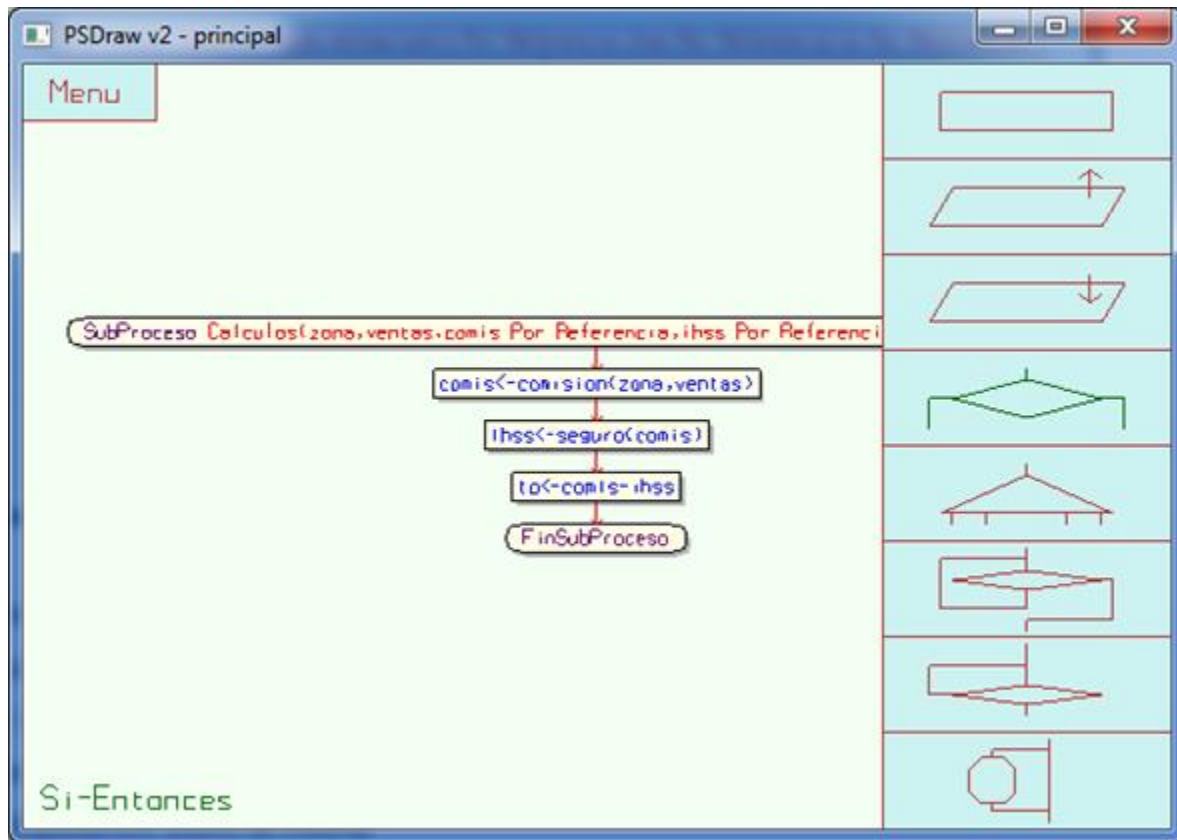 PSDraw v2 - principal
Menu
SubProceso Calculos(zona,ventas,comis Por Referencia,ihss Por Referenci
comis<-comision(zona,ventas)
Ihss<-seguro(comis)
tp<-comis-ihss
FinSubProceso
Si-Entonces